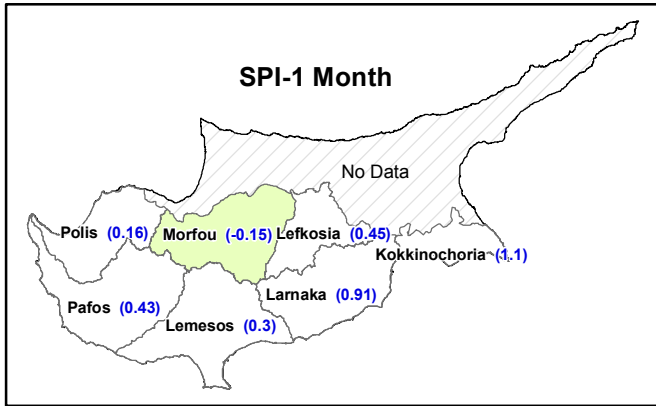 SPI-1 Month
No Data
Polis (0.16)
Morfou (-0.15)
Lefkosia (0.45)
Kokkinochoria (1.1)
Pafos (0.43)
Lemesos (0.3)
Larnaka (0.91)